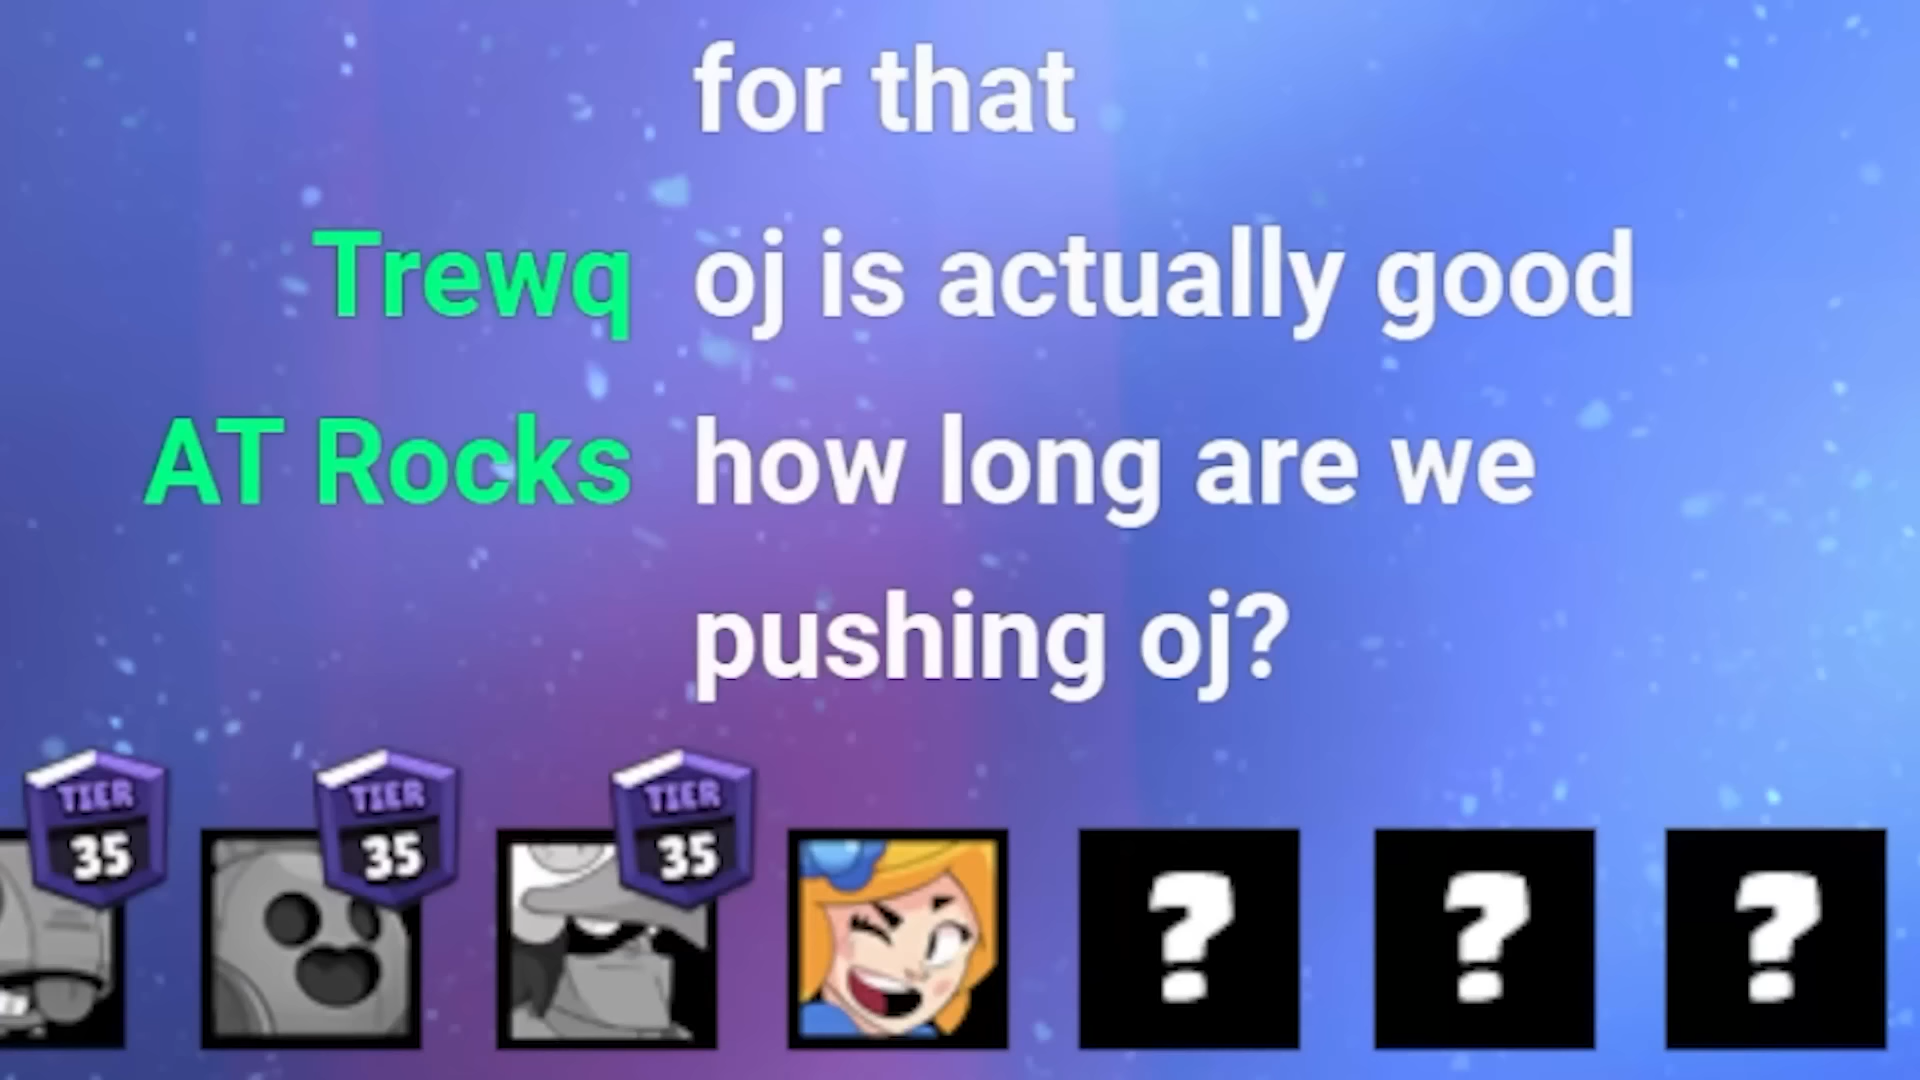 for that
Trewq oj is actually good
AT Rocks how long are we
pushing oj?
TIER TIER TIER
35 35 35
? ? ?